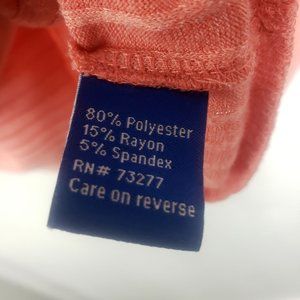 80% Polyester
15% Rayon
5% Spandex
RN# 73277
Care on reverse